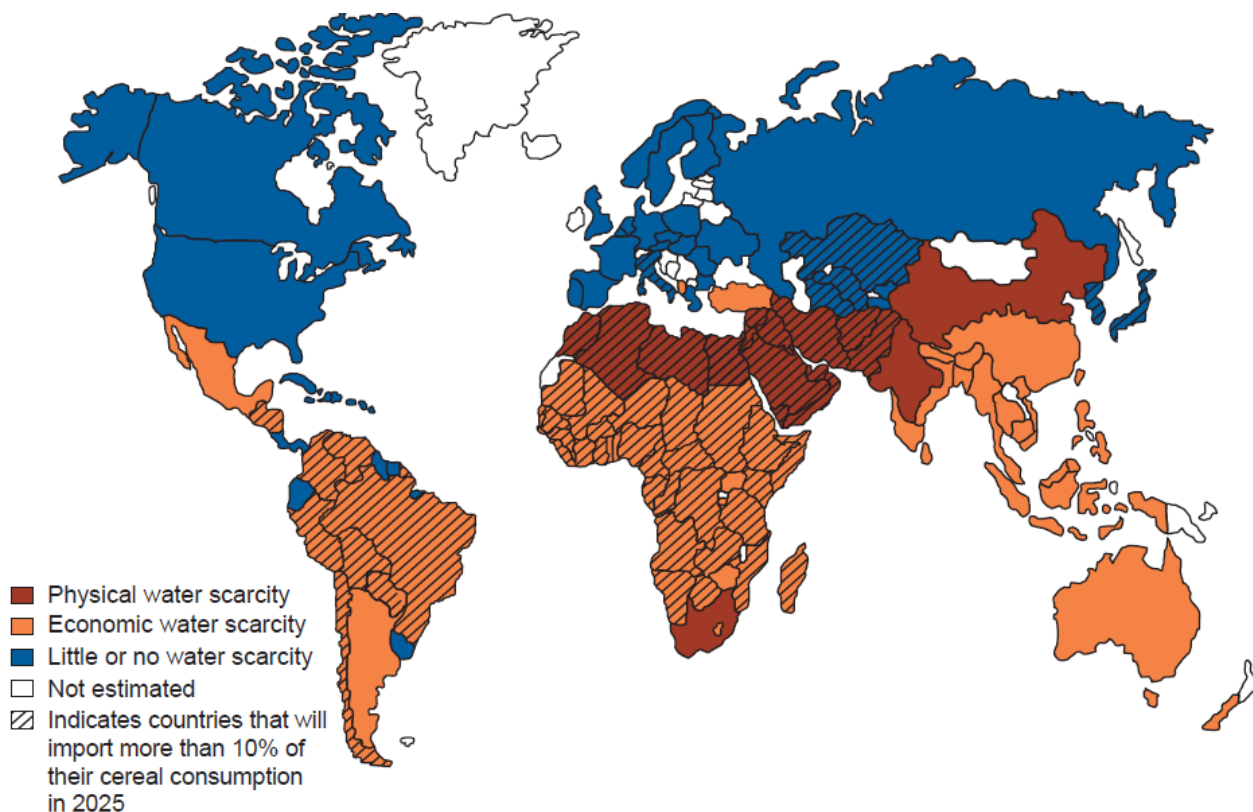 Physical water scarcity
Economic water scarcity
Little or no water scarcity
Not estimated
Indicates countries that will
import more than 10% of
their cereal consumption
in 2025